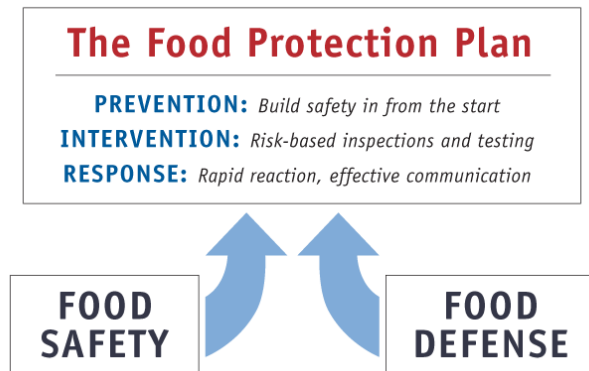 The Food Protection Plan
PREVENTION: Build safety in from the start
INTERVENTION: Risk-based inspections and testing
RESPONSE: Rapid reaction, effective communication
FOOD
SAFETY
FOOD
DEFENSE